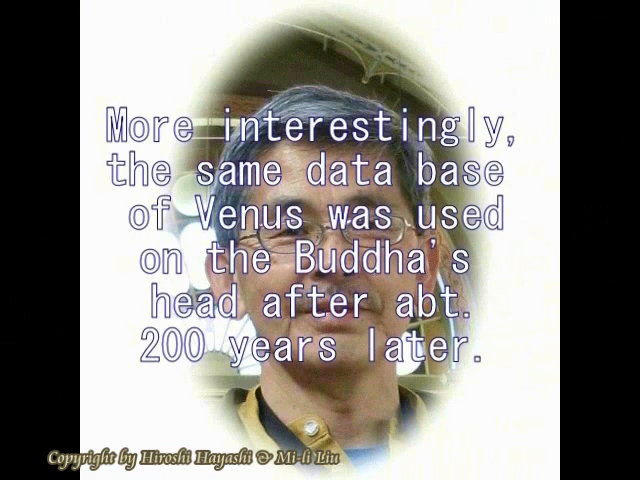 More interestingly,
the same data base
of Venus was used
on the Buddha's
head after abt.
200 years later.
Copyright by Hiroshi Hayashi & Mi-li Liu